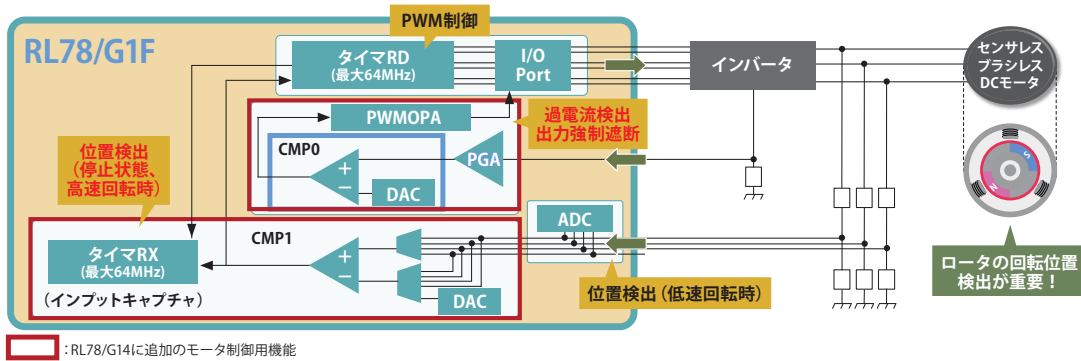 RL78/G1F
PWM制御
タイマRD
(最大64MHz)
I/O
Port
インバータ
センサレス
ブラシレス
DCモータ
PWMOPA
過電流検出
出力強制遮断
CMP0
PGA
+
−
DAC
位置検出
(停止状態、
高速回転時)
S
N
CMP1
ADC
タイマRX
(最大64MHz)
(インプットキャプチャ)
+
−
DAC
位置検出(低速回転時)
ロータの回転位置
検出が重要！
:RL78/G14に追加のモータ制御用機能